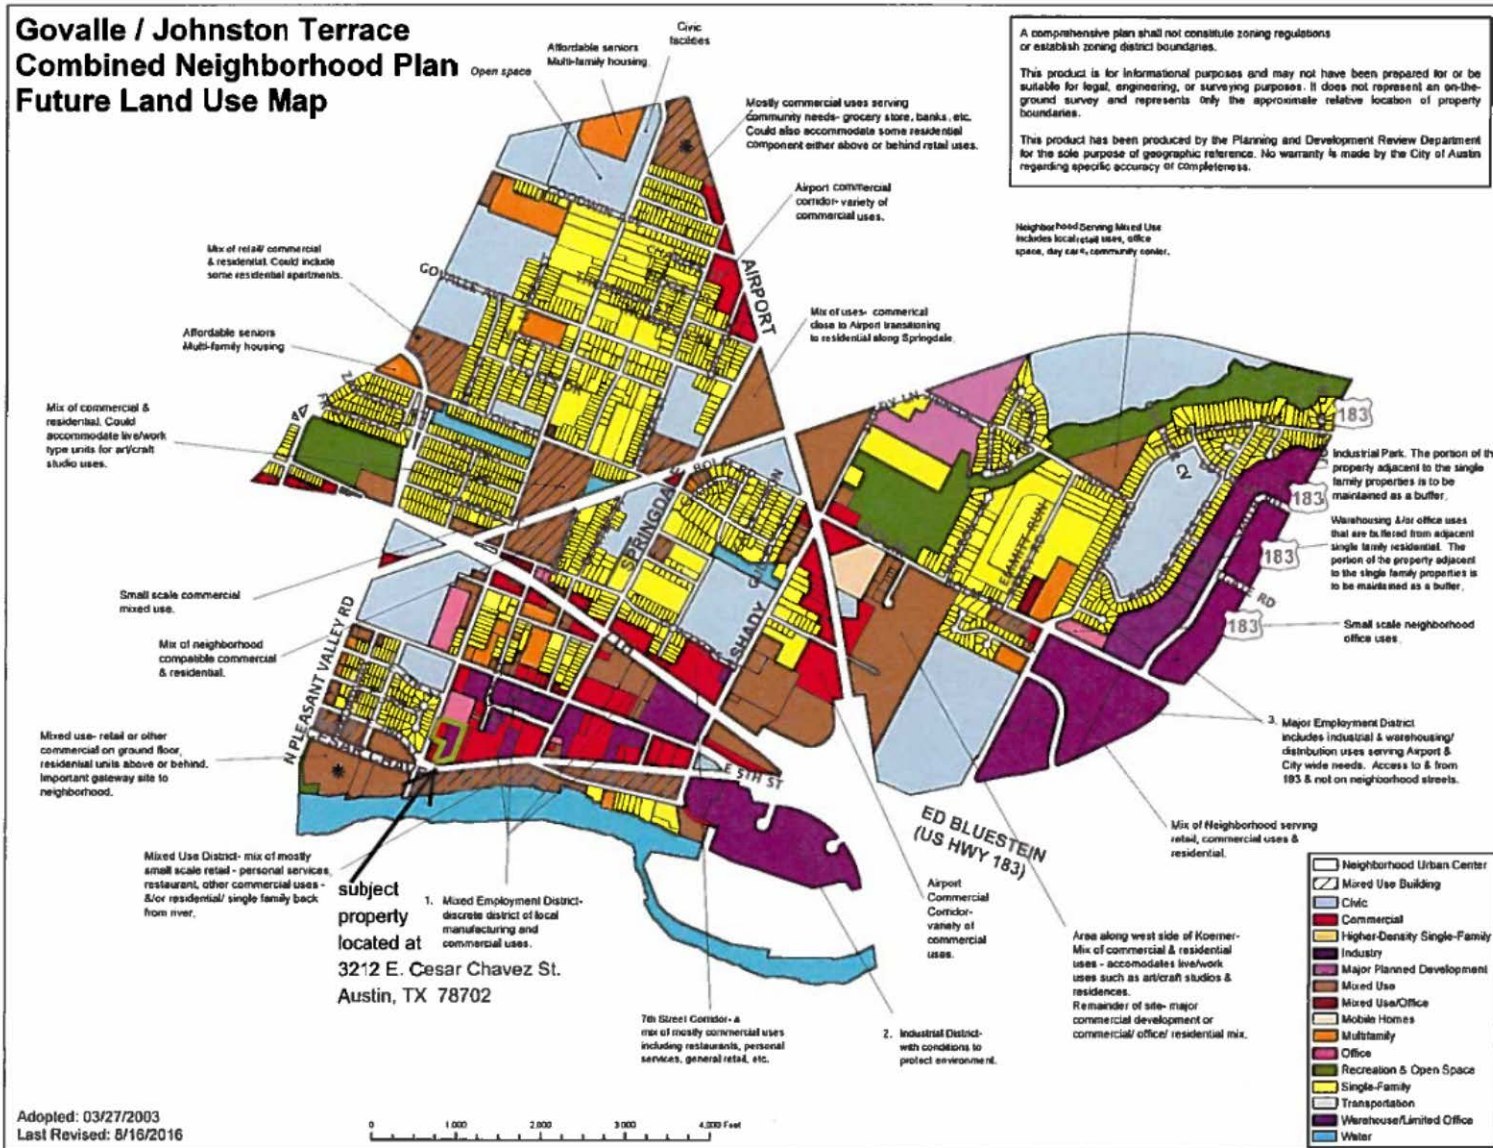 Govalle / Johnston Terrace
Combined Neighborhood Plan
Future Land Use Map
A comprehensive plan shall not constitute zoning regulations
or establish zoning district boundaries.
This product is for informational purposes and may not have been prepared for or be
suitable for legal, engineering, or surveying purposes. It does not represent an on-the-
ground survey and represents only the approximate relative location of property
boundaries.
This product has been produced by the Planning and Development Review Department
for the sole purpose of geographic reference. No warranty is made by the City of Austin
regarding specific accuracy or completeness.
Civic
facilities
Affordable seniors
Multi-family housing.
Open space
Mostly commercial uses serving
community needs- grocery store, banks, etc.
Could also accommodate some residential
component either above or behind retail uses.
Airport commercial
corridor- variety of
commercial uses.
Neighborhood Serving Mixed Use
includes local retail uses, office
space, day care, community center.
Mix of retail/ commercial
& residential. Could include
some residential apartments.
GOVALLE AVE
GOODWIN AVE
AIRPORT
Mix of uses- commerical
close to Airport transitioning
to residential along Springdale.
Affordable seniors
Multi-family housing
Mix of commercial &
residential. Could
accommodate live/work
type units for art/craft
studio uses.
183
Industrial Park. The portion of the
property adjacent to the single
family properties is to be
maintained as a buffer.
183
Warehousing &/or office uses
that are buffered from adjacent
single family residential. The
portion of the property adjacent
to the single family properties is
to be maintained as a buffer.
183
183
Small scale neighborhood
office uses.
BOLM RD
SPRINGDA
SHADY
Small scale commercial
mixed use.
Mix of neighborhood
compatible commercial
& residential.
N PLEASANT VALLEY RD
CESAR CHAV
E 5TH ST
Mixed use- retail or other
commercial on ground floor,
residential units above or behind.
Important gateway site to
neighborhood.
3. Major Employment District
includes industrial & warehousing/
distribution uses serving Airport &
City wide needs. Access to & from
183 & not on neighborhood streets.
ED BLUESTEIN
(US HWY 183)
Mix of Neighborhood serving
retail, commercial uses &
residential.
Mixed Use District- mix of mostly
small scale retail - personal services,
restaurant, other commercial uses -
&/or residential/ single family back
from river.
subject
property
located at
3212 E. Cesar Chavez St.
Austin, TX 78702
1. Mixed Employment District-
discrete district of local
manufacturing and
commercial uses.
Airport
Commercial
Corridor-
variety of
commercial
uses.
Area along west side of Koerner-
Mix of commercial & residential
uses - accomodates live/work
uses such as art/craft studios &
residences.
Remainder of site- major
commercial development or
commercial/ office/ residential mix.
7th Street Corridor- a
mix of mostly commercial uses
including restaurants, personal
services, general retail, etc.
2. Industrial District-
with conditions to
protect environment.
Neighborhood Urban Center
Mixed Use Building
Civic
Commercial
Higher-Density Single-Family
Industry
Major Planned Development
Mixed Use
Mixed Use/Office
Mobile Homes
Multifamily
Office
Recreation & Open Space
Single-Family
Transportation
Warehouse/Limited Office
Water
Adopted: 03/27/2003
Last Revised: 8/16/2016
0 1,000 2,000 3,000 4,000 Feet